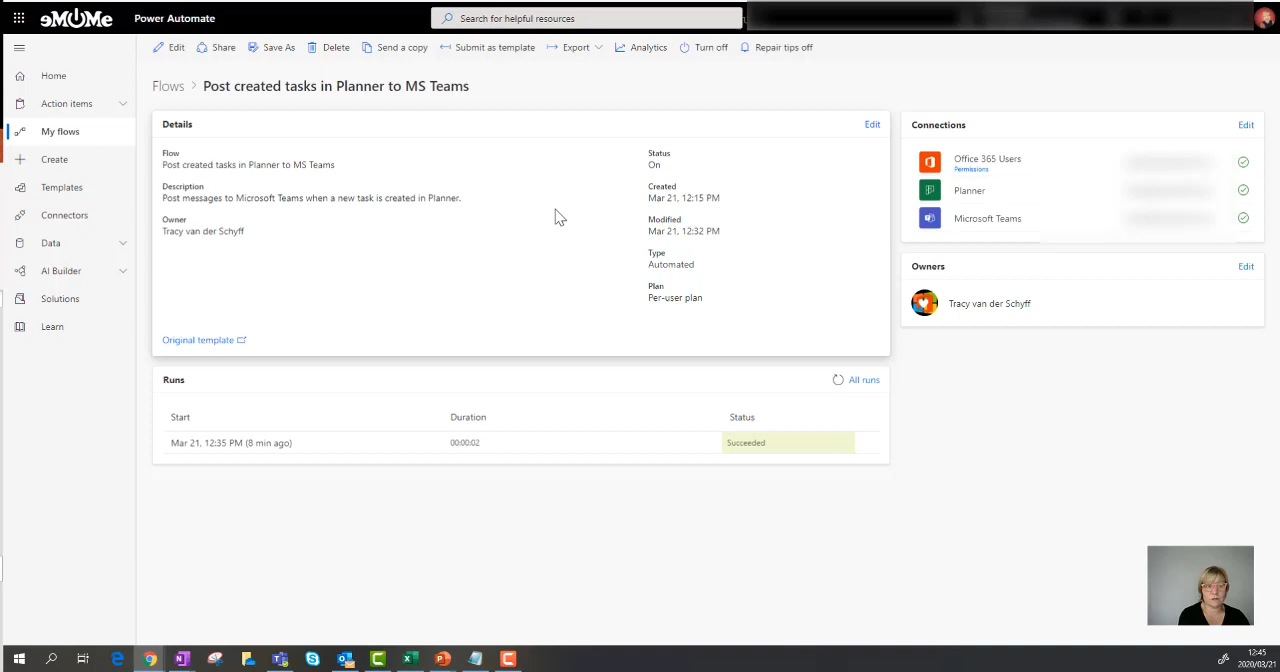 eMOMe
Power Automate
Search for helpful resources
Edit
Share
Save As
Delete
Send a copy
Submit as template
Export
Analytics
Turn off
Repair tips off
Home
Action items
My flows
Create
Templates
Connectors
Data
AI Builder
Solutions
Learn
Flows > Post created tasks in Planner to MS Teams
Details
Edit
Flow
Post created tasks in Planner to MS Teams
Description
Post messages to Microsoft Teams when a new task is created in Planner.
Owner
Tracy van der Schyff
Status
On
Created
Mar 21, 12:15 PM
Modified
Mar 21, 12:32 PM
Type
Automated
Plan
Per-user plan
Original template
Connections
Edit
Office 365 Users
Permissions
Planner
Microsoft Teams
Owners
Edit
Tracy van der Schyff
Runs
All runs
Start
Duration
Status
Mar 21, 12:35 PM (8 min ago)
00:00:02
Succeeded
12:45
2020/03/21